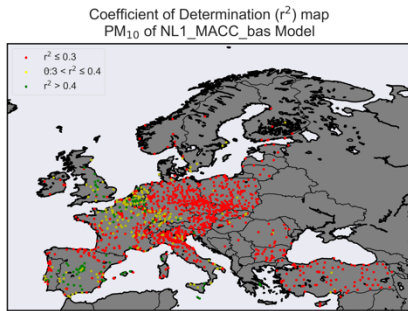 Coefficient of Determination (r²) map
PM₁₀ of NL1_MACC_bas Model
r² ≤ 0.3
0.3 < r² ≤ 0.4
r² > 0.4